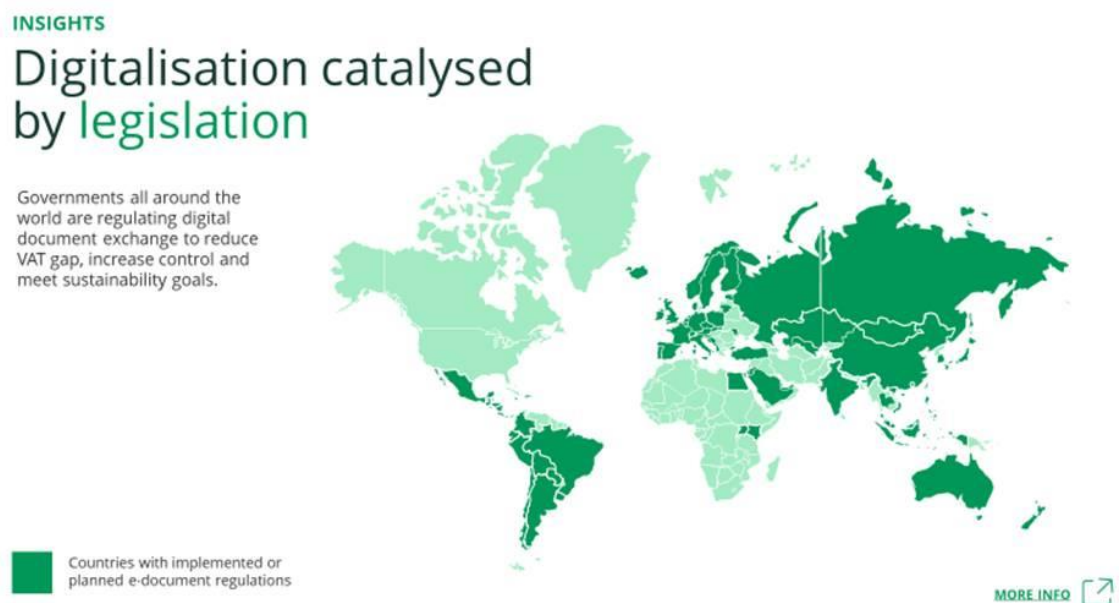 INSIGHTS
Digitalisation catalysed
by legislation
Governments all around the
world are regulating digital
document exchange to reduce
VAT gap, increase control and
meet sustainability goals.
Countries with implemented or
planned e-document regulations
MORE INFO